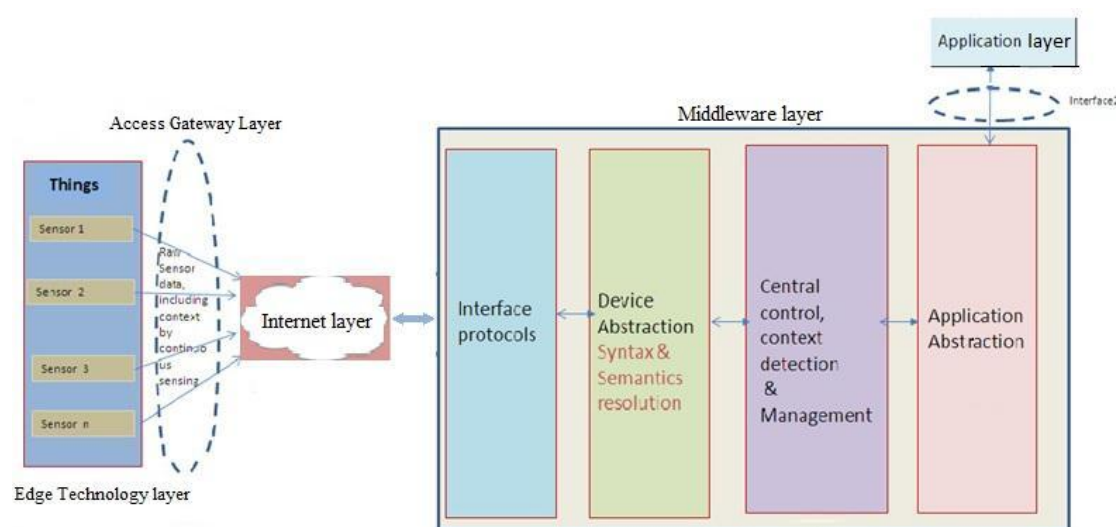 Application layer
Interface2
Middleware layer
Access Gateway Layer
Things
Sensor 1
Sensor 2
Sensor 3
Sensor n
Raw
Sensor
data,
including
context
by
continuo
us
sensing
Internet layer
Interface
protocols
Device
Abstraction
Syntax &
Semantics
resolution
Central
control,
context
detection
&
Management
Application
Abstraction
Edge Technology layer